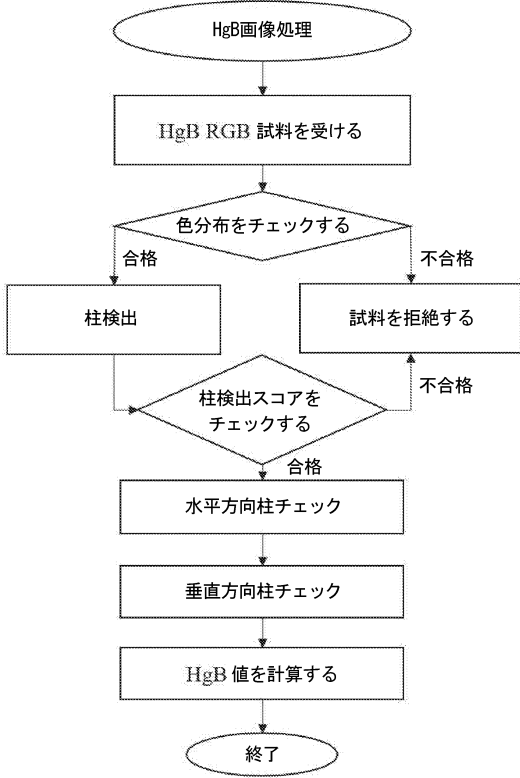 HgB画像処理
HgB RGB 試料を受ける
色分布をチェックする
合格
不合格
柱検出
試料を拒絶する
柱検出スコアを
チェックする
不合格
合格
水平方向柱チェック
垂直方向柱チェック
HgB 値を計算する
終了